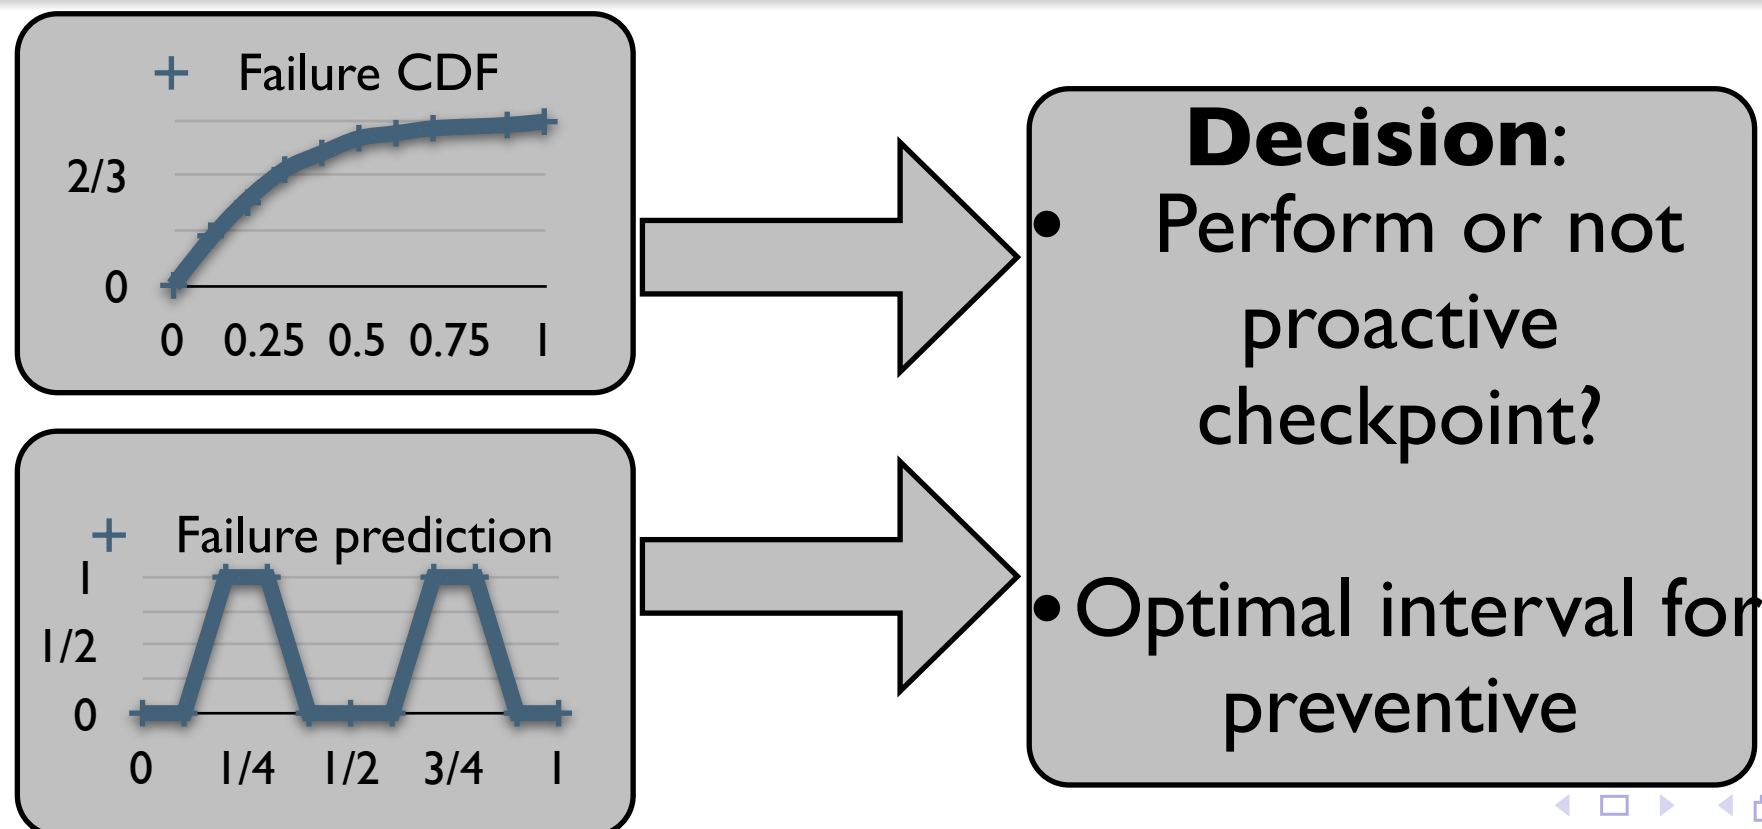 + Failure CDF
2/3
0
0 0.25 0.5 0.75 1
+ Failure prediction
1
1/2
0
0 1/4 1/2 3/4 1
Decision:
• Perform or not
proactive
checkpoint?
• Optimal interval for
preventive